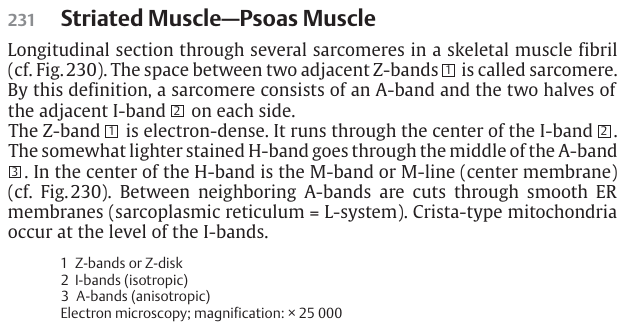 231 Striated Muscle—Psoas Muscle
Longitudinal section through several sarcomeres in a skeletal muscle fibril
(cf. Fig. 230). The space between two adjacent Z-bands 1 is called sarcomere.
By this definition, a sarcomere consists of an A-band and the two halves of
the adjacent I-band 2 on each side.
The Z-band 1 is electron-dense. It runs through the center of the I-band 2.
The somewhat lighter stained H-band goes through the middle of the A-band
3. In the center of the H-band is the M-band or M-line (center membrane)
(cf. Fig. 230). Between neighboring A-bands are cuts through smooth ER
membranes (sarcoplasmic reticulum = L-system). Crista-type mitochondria
occur at the level of the I-bands.
1 Z-bands or Z-disk
2 I-bands (isotropic)
3 A-bands (anisotropic)
Electron microscopy; magnification: × 25 000